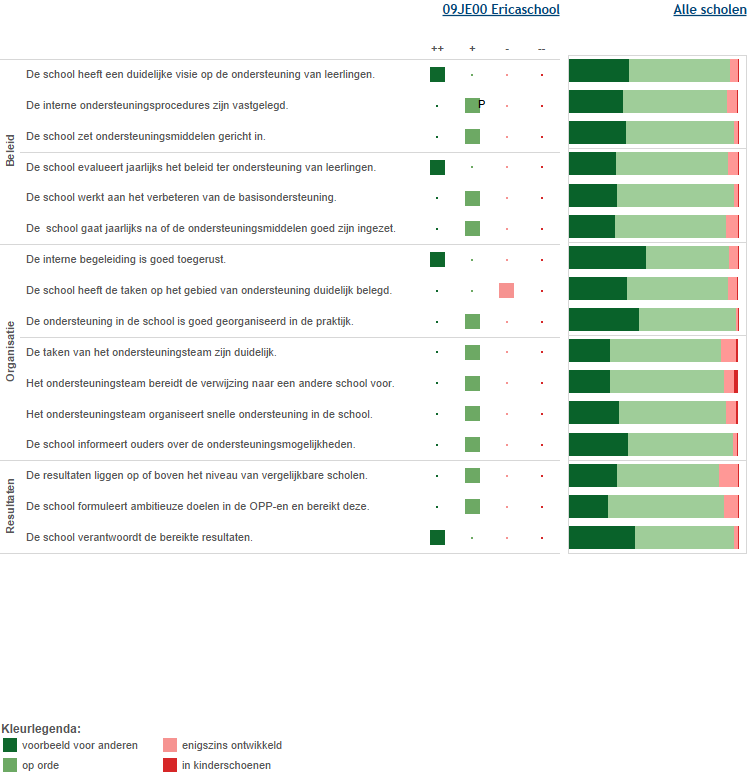 09JE00 Ericaschool Alle scholen
++ + - --
Beleid
De school heeft een duidelijke visie op de ondersteuning van leerlingen.
De interne ondersteuningsprocedures zijn vastgelegd. P
De school zet ondersteuningsmiddelen gericht in.
De school evalueert jaarlijks het beleid ter ondersteuning van leerlingen.
De school werkt aan het verbeteren van de basisondersteuning.
De  school gaat jaarlijks na of de ondersteuningsmiddelen goed zijn ingezet.
Organisatie
De interne begeleiding is goed toegerust.
De school heeft de taken op het gebied van ondersteuning duidelijk belegd.
De ondersteuning in de school is goed georganiseerd in de praktijk.
De taken van het ondersteuningsteam zijn duidelijk.
Het ondersteuningsteam bereidt de verwijzing naar een andere school voor.
Het ondersteuningsteam organiseert snelle ondersteuning in de school.
De school informeert ouders over de ondersteuningsmogelijkheden.
Resultaten
De resultaten liggen op of boven het niveau van vergelijkbare scholen.
De school formuleert ambitieuze doelen in de OPP-en en bereikt deze.
De school verantwoordt de bereikte resultaten.
Kleurlegenda:
voorbeeld voor anderen enigszins ontwikkeld
op orde in kinderschoenen